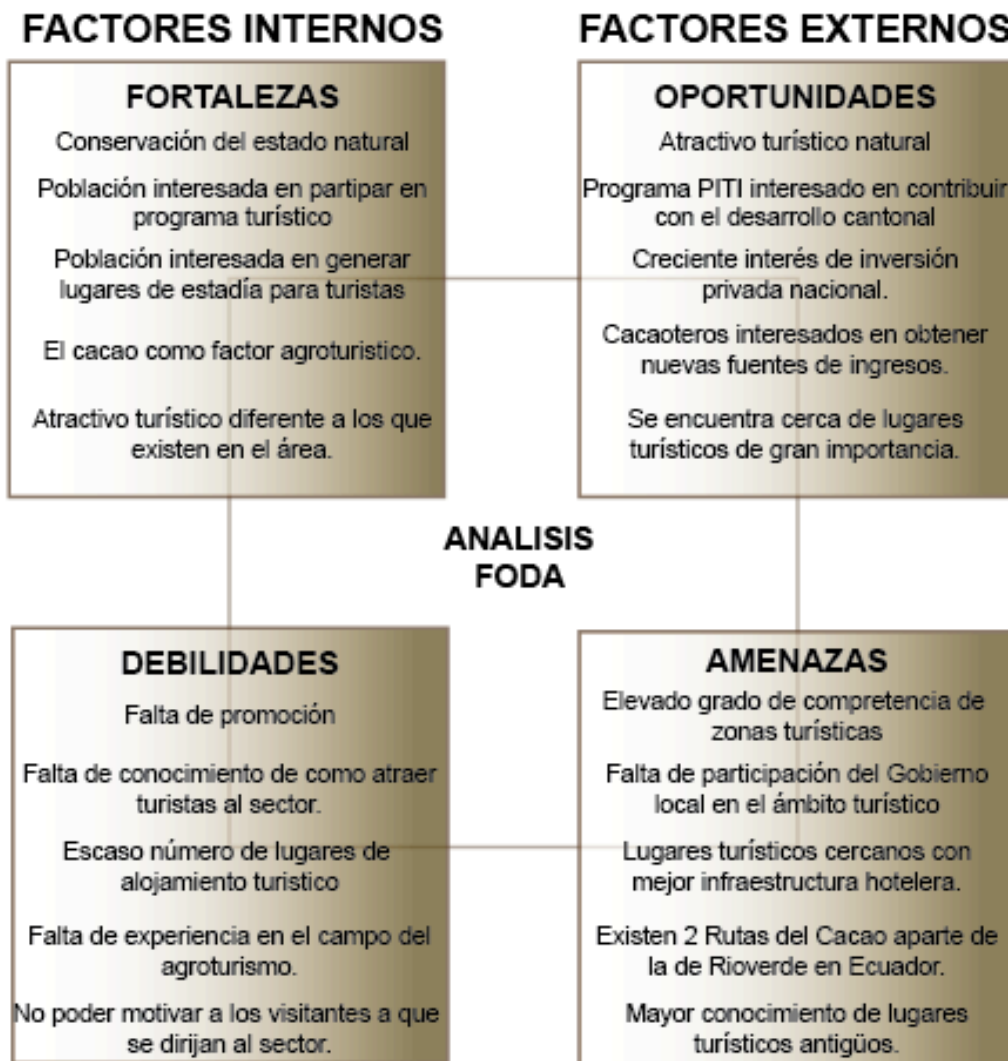 FACTORES INTERNOS
FORTALEZAS
Conservación del estado natural
Población interesada en partipar en
programa turístico
Población interesada en generar
lugares de estadía para turistas
El cacao como factor agroturistico.
Atractivo turístico diferente a los que
existen en el área.
FACTORES EXTERNOS
OPORTUNIDADES
Atractivo turístico natural
Programa PITI interesado en contribuir
con el desarrollo cantonal
Creciente interés de inversión
privada nacional.
Cacaoteros interesados en obtener
nuevas fuentes de ingresos.
Se encuentra cerca de lugares
turísticos de gran importancia.
ANALISIS
FODA
DEBILIDADES
Falta de promoción
Falta de conocimiento de como atraer
turistas al sector.
Escaso número de lugares de
alojamiento turistico
Falta de experiencia en el campo del
agroturismo.
No poder motivar a los visitantes a que
se dirijan al sector.
AMENAZAS
Elevado grado de compretencia de
zonas turísticas
Falta de participación del Gobierno
local en el ámbito turístico
Lugares turísticos cercanos con
mejor infraestructura hotelera.
Existen 2 Rutas del Cacao aparte de
la de Rioverde en Ecuador.
Mayor conocimiento de lugares
turísticos antigüos.